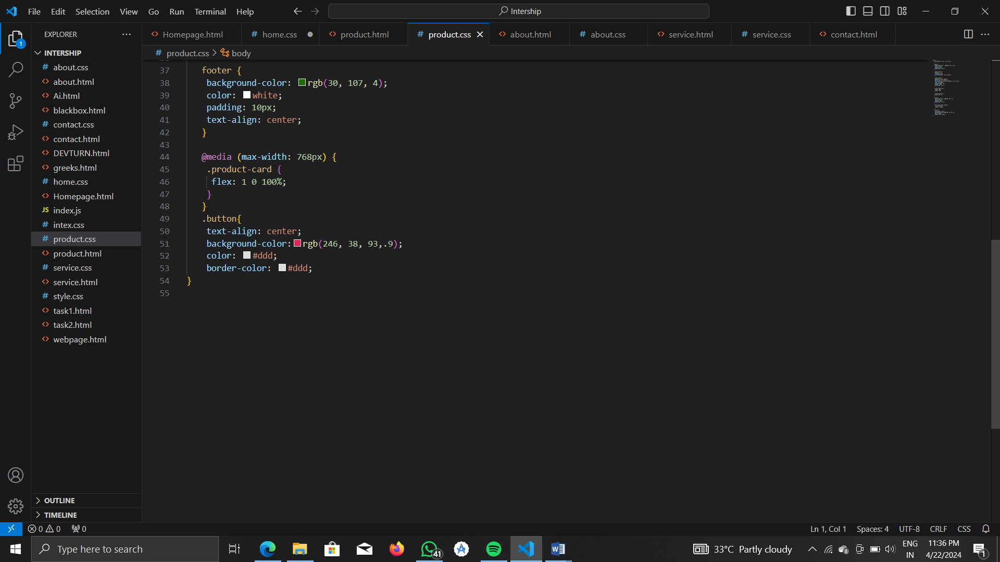 File Edit Selection View Go Run Terminal Help
Intership
EXPLORER
Homepage.html home.css product.html product.css about.html about.css service.html service.css contact.html
product.css > body
1
INTERSHIP
about.css
about.html
Ai.html
blackbox.html
contact.css
contact.html
DEVTURN.html
greeks.html
home.css
Homepage.html
JS index.js
intex.css
product.css
product.html
service.css
service.html
style.css
task1.html
task2.html
webpage.html
OUTLINE
TIMELINE
37 footer {
38 background-color: rgb(30, 107, 4);
39 color: white;
40 padding: 10px;
41 text-align: center;
42 }
43
44 @media (max-width: 768px) {
45 .product-card {
46 flex: 1 0 100%;
47 }
48 }
49 .button{
50 text-align: center;
51 background-color:rgb(246, 38, 93,.9);
52 color: #ddd;
53 border-color: #ddd;
54 }
55
0 0 0
Ln 1, Col 1 Spaces: 4 UTF-8 CRLF CSS
Type here to search
41
33°C Partly cloudy
ENG
IN
11:36 PM
4/22/2024
1